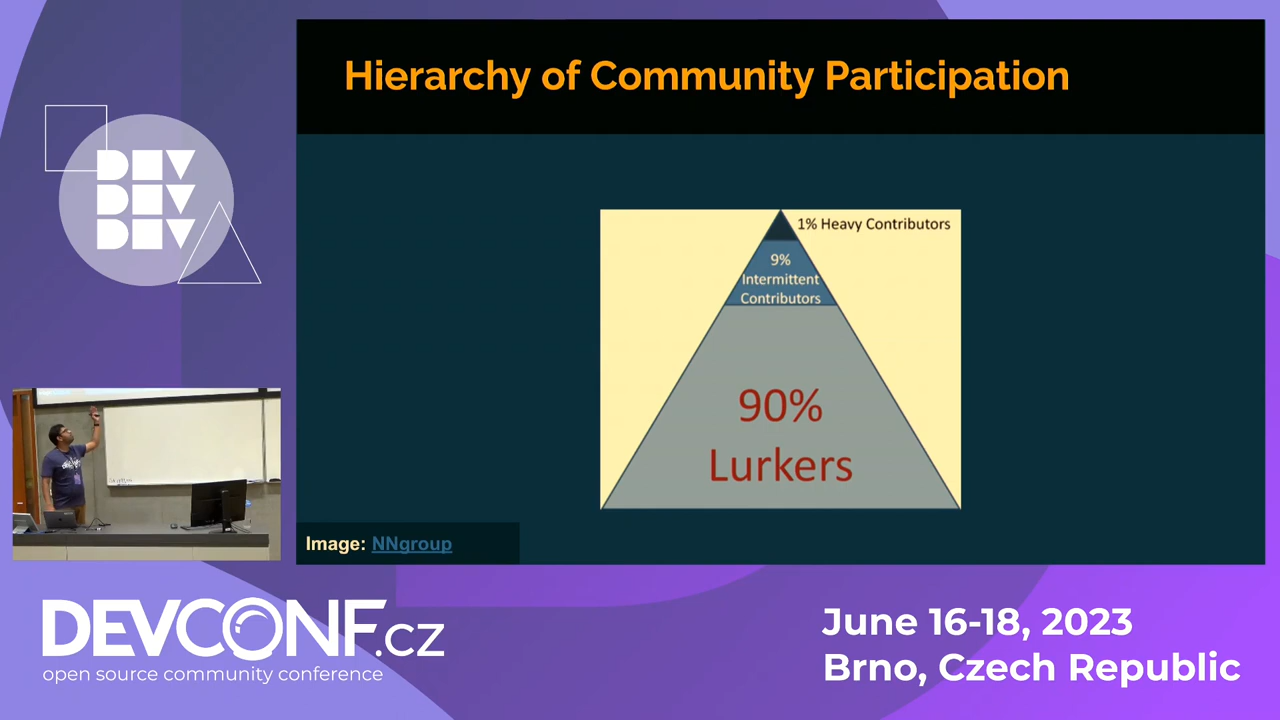 Hierarchy of Community Participation
DEV
DEV
DEV
1% Heavy Contributors
9%
Intermittent
Contributors
90%
Lurkers
Image: NNgroup
DEVCONF.cz
open source community conference
June 16-18, 2023
Brno, Czech Republic